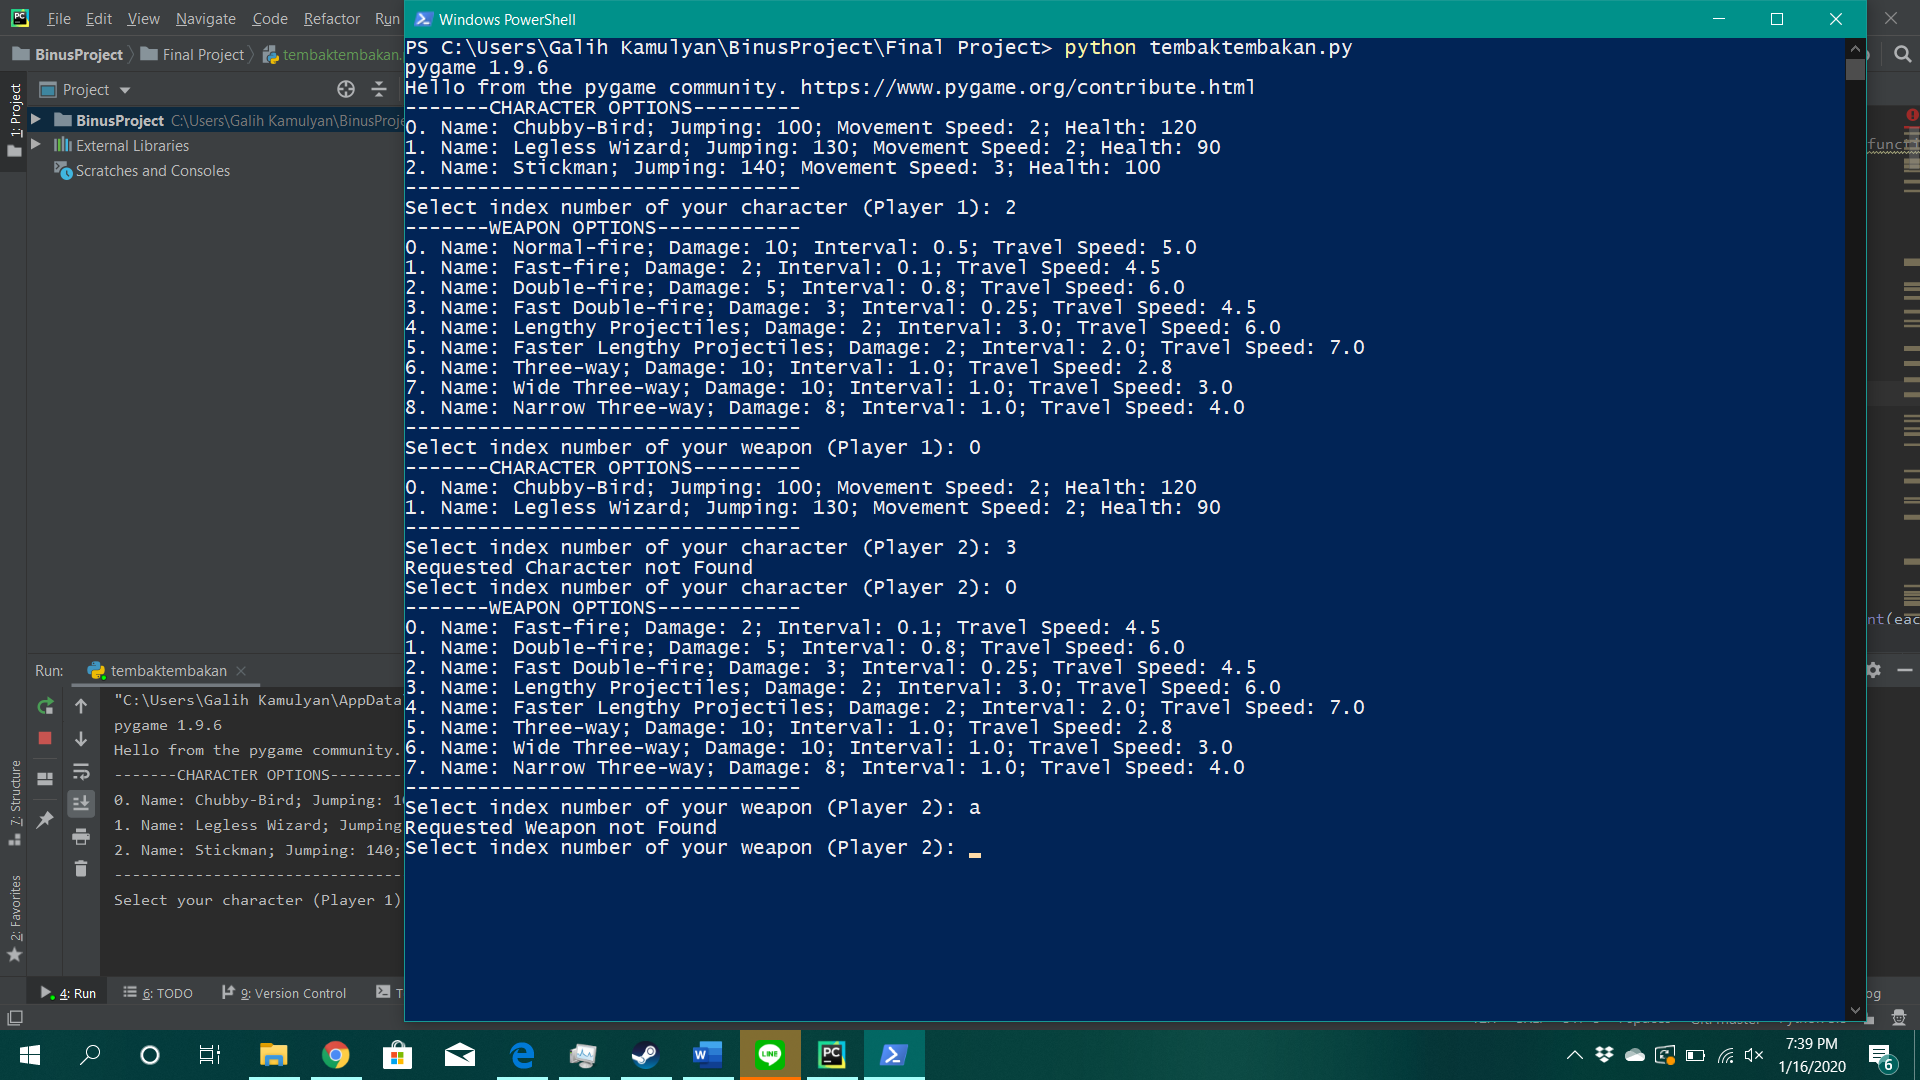 File Edit View Navigate Code Refactor Run
Windows PowerShell
BinusProject Final Project tembaktembakan.
Project
BinusProject C:\Users\Galih Kamulyan\BinusProje
External Libraries
Scratches and Consoles
1: Project
PS C:\Users\Galih Kamulyan\BinusProject\Final Project> python tembaktembakan.py
pygame 1.9.6
Hello from the pygame community. https://www.pygame.org/contribute.html
-------CHARACTER OPTIONS---------
0. Name: Chubby-Bird; Jumping: 100; Movement Speed: 2; Health: 120
1. Name: Legless Wizard; Jumping: 130; Movement Speed: 2; Health: 90
2. Name: Stickman; Jumping: 140; Movement Speed: 3; Health: 100
---------------------------------
Select index number of your character (Player 1): 2
-------WEAPON OPTIONS------------
0. Name: Normal-fire; Damage: 10; Interval: 0.5; Travel Speed: 5.0
1. Name: Fast-fire; Damage: 2; Interval: 0.1; Travel Speed: 4.5
2. Name: Double-fire; Damage: 5; Interval: 0.8; Travel Speed: 6.0
3. Name: Fast Double-fire; Damage: 3; Interval: 0.25; Travel Speed: 4.5
4. Name: Lengthy Projectiles; Damage: 2; Interval: 3.0; Travel Speed: 6.0
5. Name: Faster Lengthy Projectiles; Damage: 2; Interval: 2.0; Travel Speed: 7.0
6. Name: Three-way; Damage: 10; Interval: 1.0; Travel Speed: 2.8
7. Name: Wide Three-way; Damage: 10; Interval: 1.0; Travel Speed: 3.0
8. Name: Narrow Three-way; Damage: 8; Interval: 1.0; Travel Speed: 4.0
---------------------------------
Select index number of your weapon (Player 1): 0
-------CHARACTER OPTIONS---------
0. Name: Chubby-Bird; Jumping: 100; Movement Speed: 2; Health: 120
1. Name: Legless Wizard; Jumping: 130; Movement Speed: 2; Health: 90
---------------------------------
Select index number of your character (Player 2): 3
Requested Character not Found
Select index number of your character (Player 2): 0
-------WEAPON OPTIONS------------
0. Name: Fast-fire; Damage: 2; Interval: 0.1; Travel Speed: 4.5
1. Name: Double-fire; Damage: 5; Interval: 0.8; Travel Speed: 6.0
2. Name: Fast Double-fire; Damage: 3; Interval: 0.25; Travel Speed: 4.5
3. Name: Lengthy Projectiles; Damage: 2; Interval: 3.0; Travel Speed: 6.0
4. Name: Faster Lengthy Projectiles; Damage: 2; Interval: 2.0; Travel Speed: 7.0
5. Name: Three-way; Damage: 10; Interval: 1.0; Travel Speed: 2.8
6. Name: Wide Three-way; Damage: 10; Interval: 1.0; Travel Speed: 3.0
7. Name: Narrow Three-way; Damage: 8; Interval: 1.0; Travel Speed: 4.0
---------------------------------
Select index number of your weapon (Player 2): a
Requested Weapon not Found
Select index number of your weapon (Player 2):
functi
nt(eac
Run: tembaktembakan
"C:\Users\Galih Kamulyan\AppData
pygame 1.9.6
Hello from the pygame community.
-------CHARACTER OPTIONS--------
0. Name: Chubby-Bird; Jumping: 10
1. Name: Legless Wizard; Jumping
2. Name: Stickman; Jumping: 140;
--------------------------------
Select your character (Player 1)
7: Structure
2: Favorites
4: Run 6: TODO 9: Version Control T
og
7:39 PM
1/16/2020
6
PC
LINE